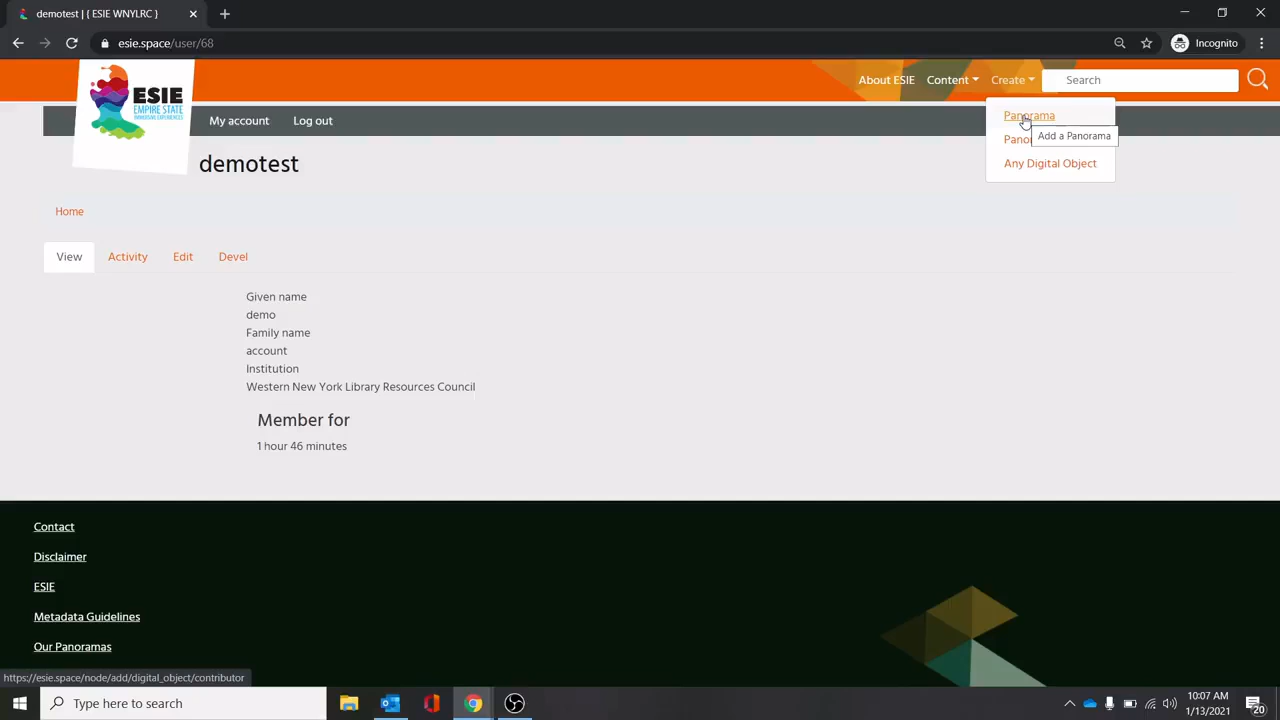 demotest | { ESIE WNYLRC }
esie.space/user/68
Incognito
ESIE
EMPIRE STATE
IMMERSIVE EXPERIENCES
About ESIE
Content
Create
Search
My account
Log out
Panorama
Add a Panorama
Any Digital Object
demotest
Home
View
Activity
Edit
Devel
Given name
demo
Family name
account
Institution
Western New York Library Resources Council
Member for
1 hour 46 minutes
Contact
Disclaimer
ESIE
Metadata Guidelines
Our Panoramas
https://esie.space/node/add/digital_object/contributor
Type here to search
10:07 AM
1/13/2021
20